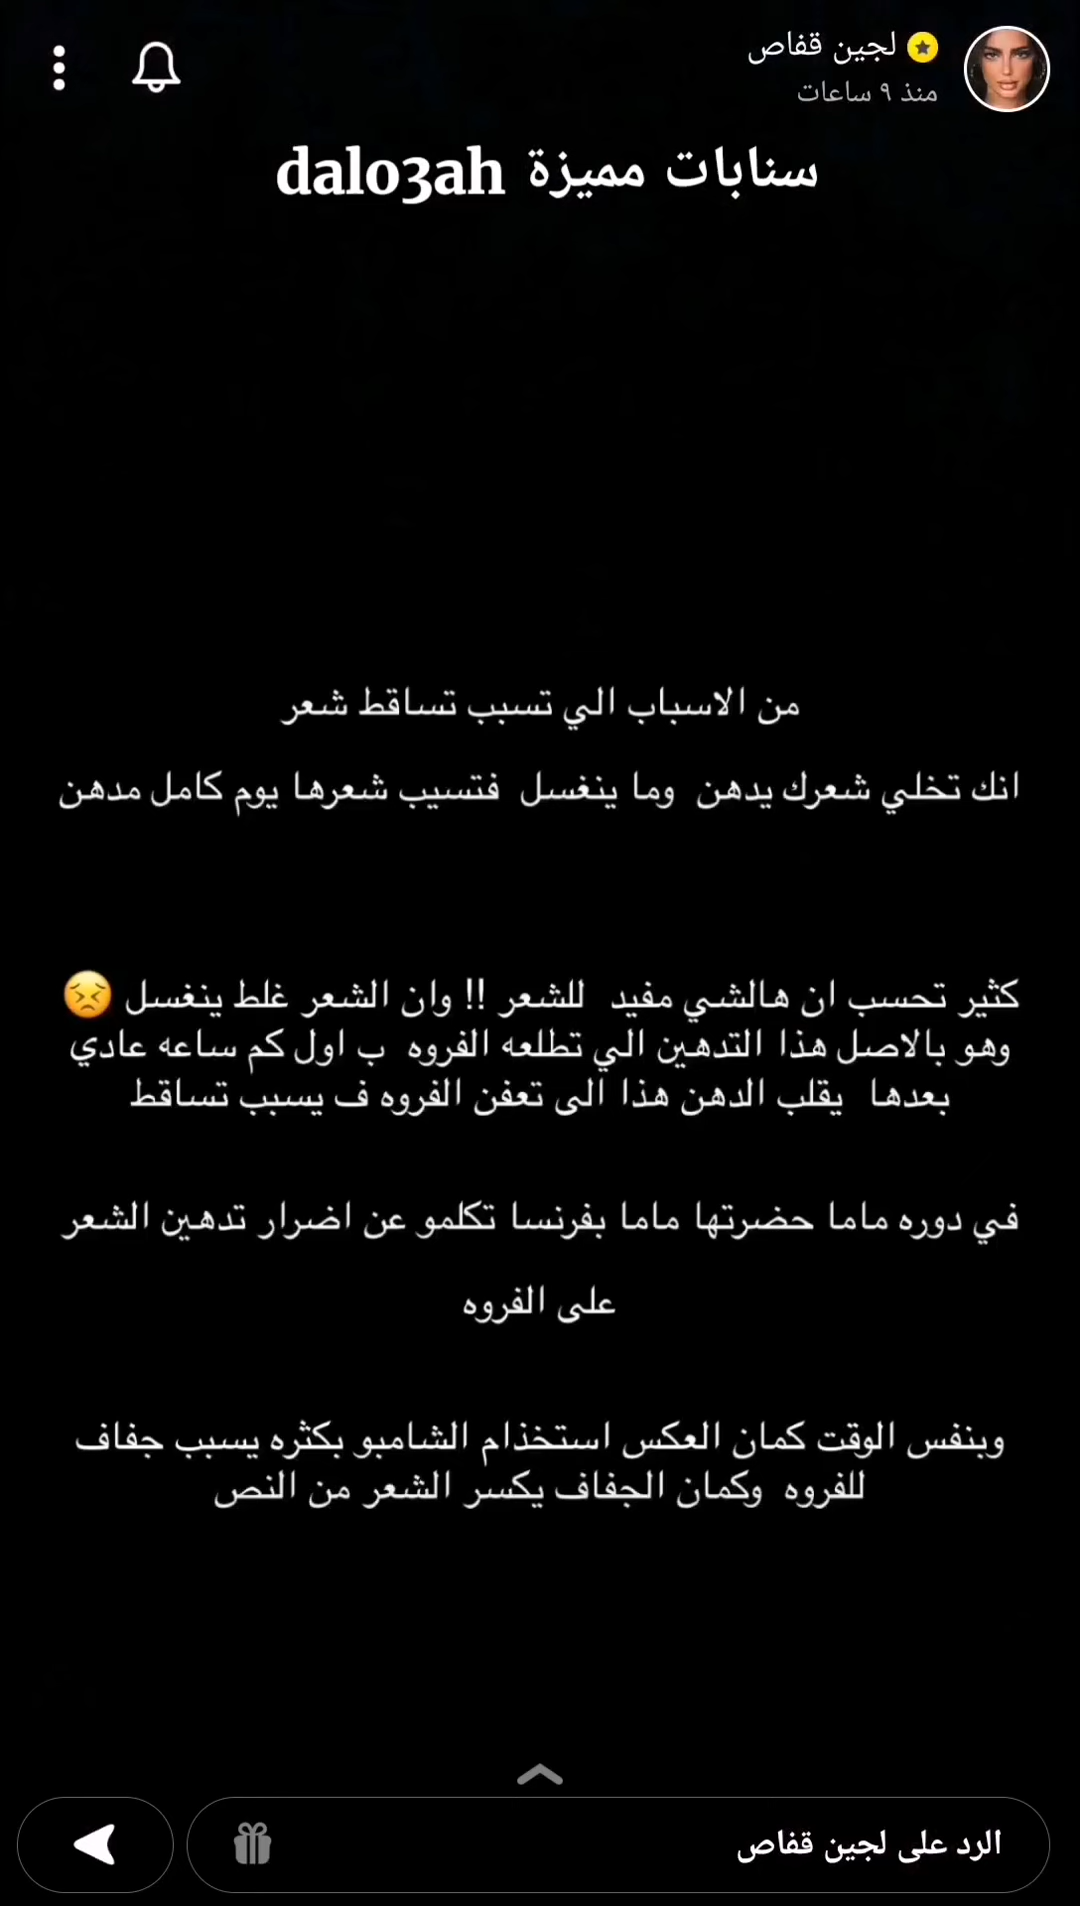 لجين قفاص
منذ ٩ ساعات
سنابات مميزة dalo3ah
من الاسباب الي تسبب تساقط شعر
انك تخلي شعرك يدهن وما ينغسل فتسيب شعرها يوم كامل مدهن
كثير تحسب ان هالشي مفيد للشعر !! وان الشعر غلط ينغسل 😣
وهو بالاصل هذا التدهين الي تطلعه الفروه ب اول كم ساعه عادي
بعدها يقلب الدهن هذا الى تعفن الفروه ف يسبب تساقط
في دوره ماما حضرتها ماما بفرنسا تكلمو عن اضرار تدهين الشعر
على الفروه
وبنفس الوقت كمان العكس استخذام الشامبو بكثره يسبب جفاف
للفروه وكمان الجفاف يكسر الشعر من النص
الرد على لجين قفاص